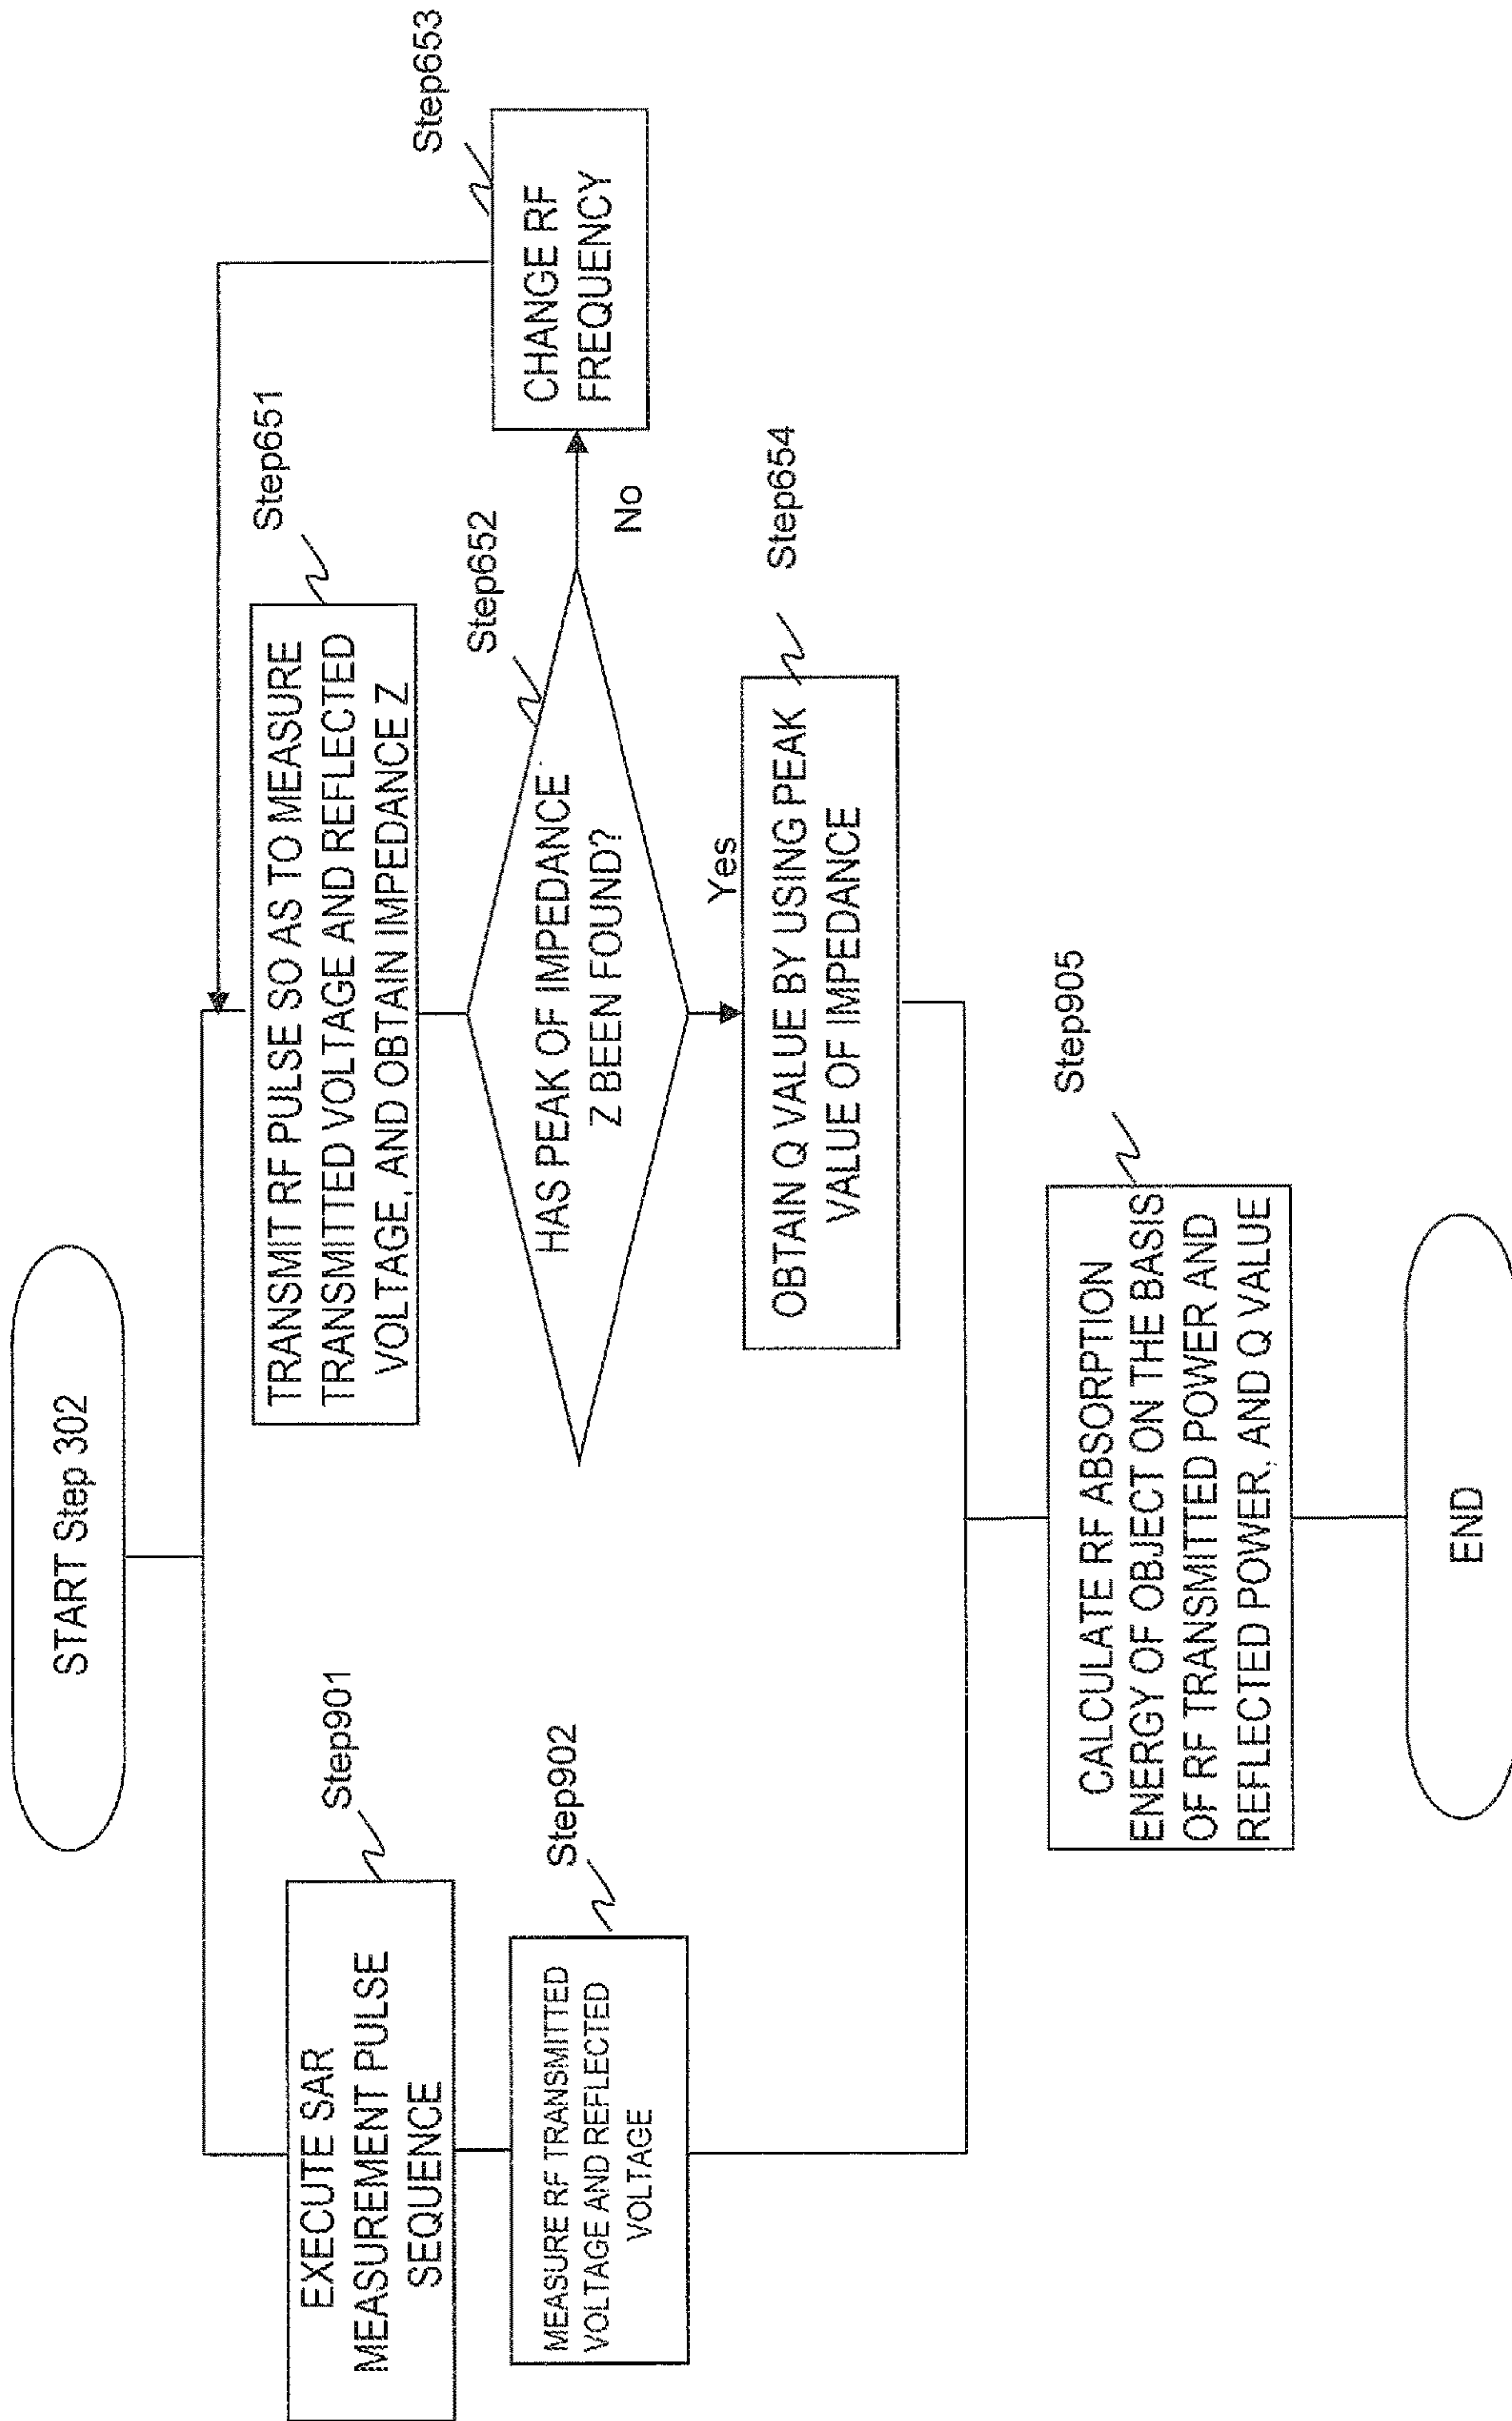 START Step 302
Step901
EXECUTE SAR
MEASUREMENT PULSE
SEQUENCE
Step902
MEASURE RF TRANSMITTED
VOLTAGE AND REFLECTED
VOLTAGE
Step651
TRANSMIT RF PULSE SO AS TO MEASURE
TRANSMITTED VOLTAGE AND REFLECTED
VOLTAGE, AND OBTAIN IMPEDANCE Z
Step652
HAS PEAK OF IMPEDANCE
Z BEEN FOUND?
No
Step653
CHANGE RF
FREQUENCY
Yes
Step654
OBTAIN Q VALUE BY USING PEAK
VALUE OF IMPEDANCE
Step905
CALCULATE RF ABSORPTION
ENERGY OF OBJECT ON THE BASIS
OF RF TRANSMITTED POWER AND
REFLECTED POWER, AND Q VALUE
END